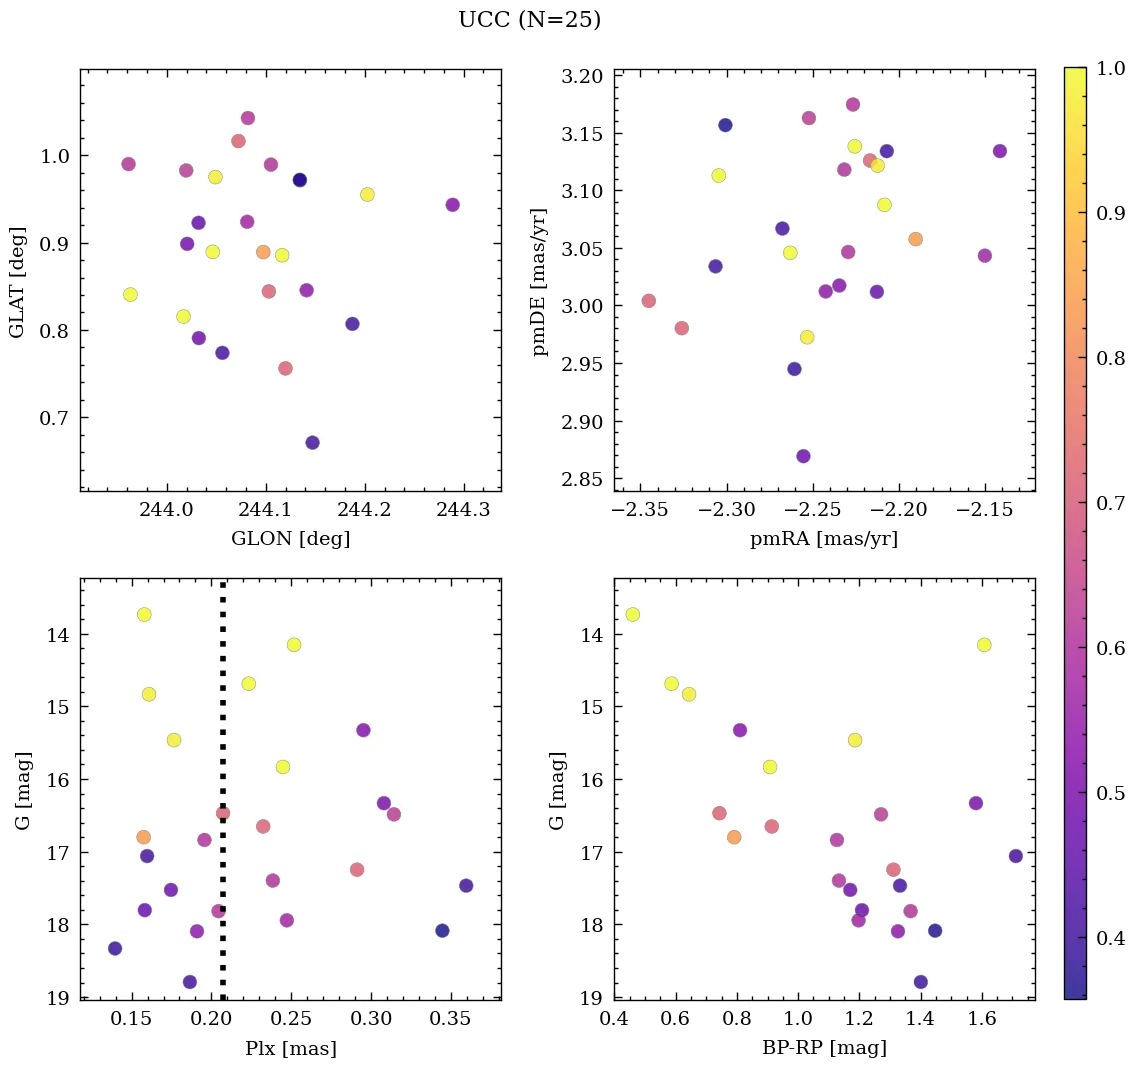 UCC (N=25)
1.0
0.9
0.8
0.7
GLAT [deg]
244.0 244.1 244.2 244.3
GLON [deg]
3.20
3.15
3.10
3.05
3.00
2.95
2.90
2.85
pmDE [mas/yr]
−2.35 −2.30 −2.25 −2.20 −2.15
pmRA [mas/yr]
14
15
16
17
18
19
G [mag]
0.15 0.20 0.25 0.30 0.35
Plx [mas]
14
15
16
17
18
19
G [mag]
0.4 0.6 0.8 1.0 1.2 1.4 1.6
BP-RP [mag]
1.0
0.9
0.8
0.7
0.6
0.5
0.4